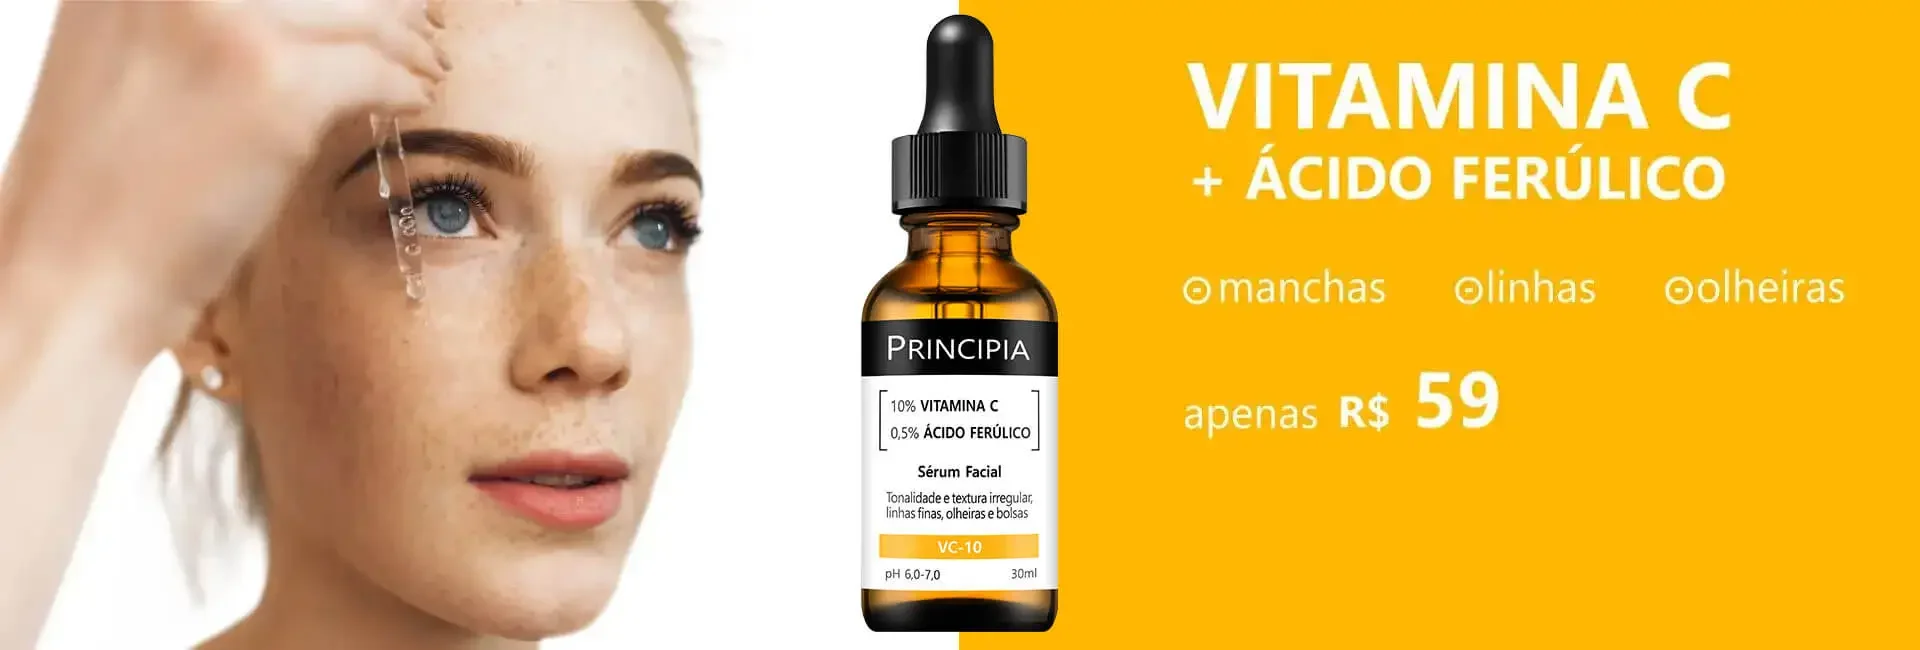 PRINCIPIA
10% VITAMINA C
0,5% ÁCIDO FERÚLICO
Sérum Facial
Tonalidade e textura irregular,
linhas finas, olheiras e bolsas
VC-10
pH 6,0-7,0 30ml
VITAMINA C
+ ÁCIDO FERÚLICO
manchas linhas olheiras
apenas R$ 59